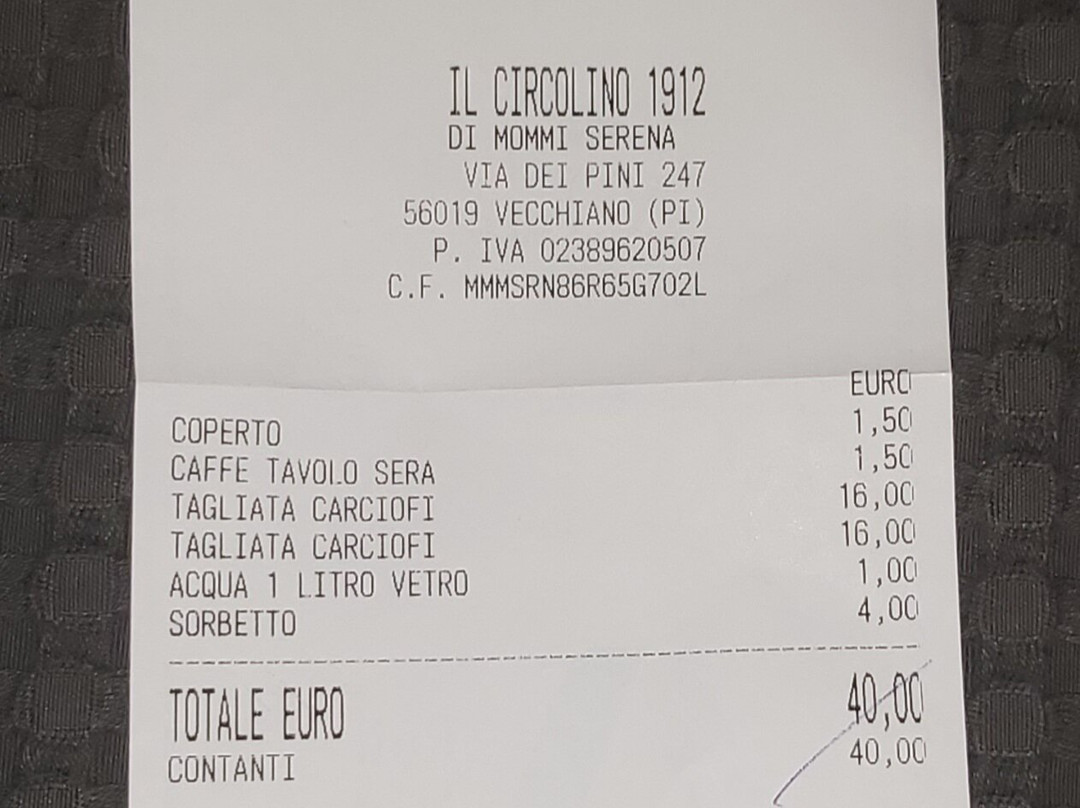 IL CIRCOLINO 1912
DI MOMMI SERENA
VIA DEI PINI 247
56019 VECCHIANO (PI)
P. IVA 02389620507
C.F. MMMSRN86R65G702L
EURO
COPERTO 1,50
CAFFE TAVOLO SERA 1,50
TAGLIATA CARCIOFI 16,00
TAGLIATA CARCIOFI 16,00
ACQUA 1 LITRO VETRO 1,00
SORBETTO 4,00
TOTALE EURO 40,00
CONTANTI 40,00